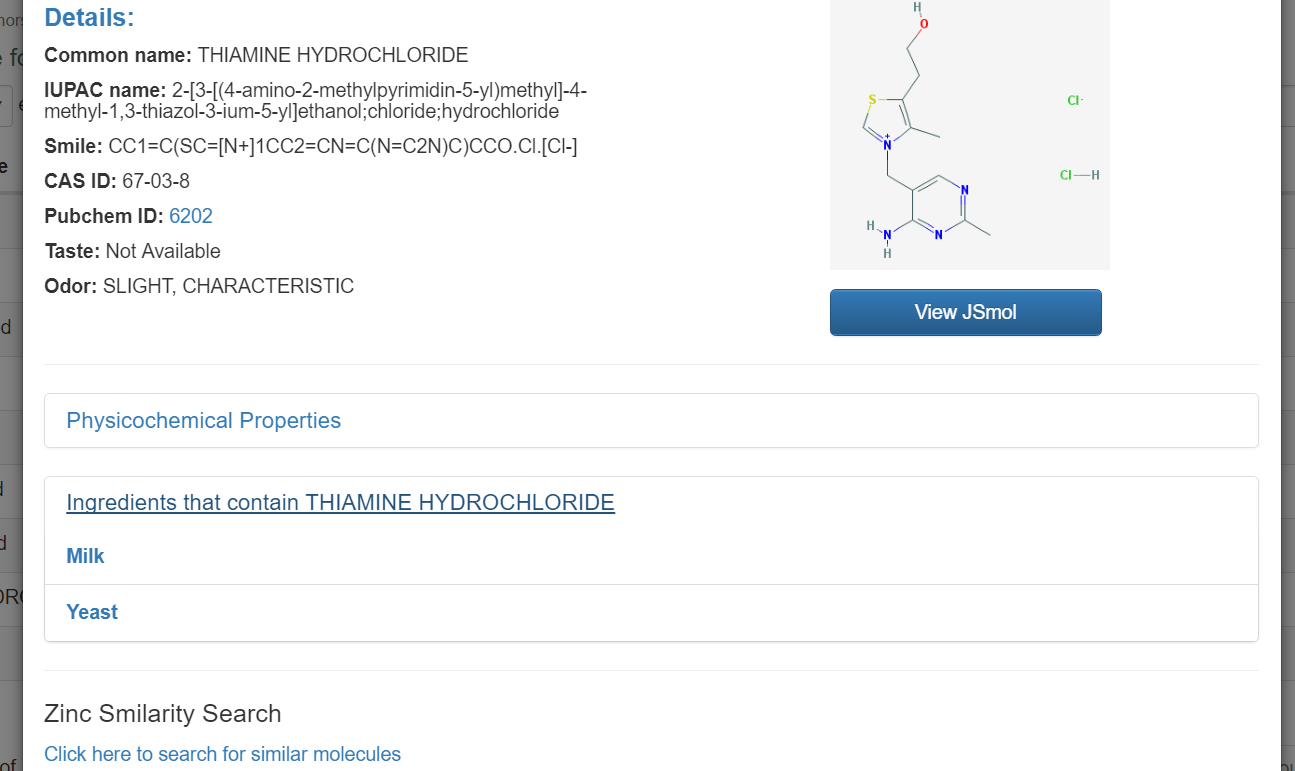 Details:
Common name: THIAMINE HYDROCHLORIDE
IUPAC name: 2-[3-[(4-amino-2-methylpyrimidin-5-yl)methyl]-4-
methyl-1,3-thiazol-3-ium-5-yl]ethanol;chloride;hydrochloride
Smile: CC1=C(SC=[N+]1CC2=CN=C(N=C2N)C)CCO.Cl.[Cl-]
CAS ID: 67-03-8
Pubchem ID: 6202
Taste: Not Available
Odor: SLIGHT, CHARACTERISTIC
H
O
S
Cl-
N+
Cl—H
N
H
N
N
H
View JSmol
Physicochemical Properties
Ingredients that contain THIAMINE HYDROCHLORIDE
Milk
Yeast
Zinc Smilarity Search
Click here to search for similar molecules